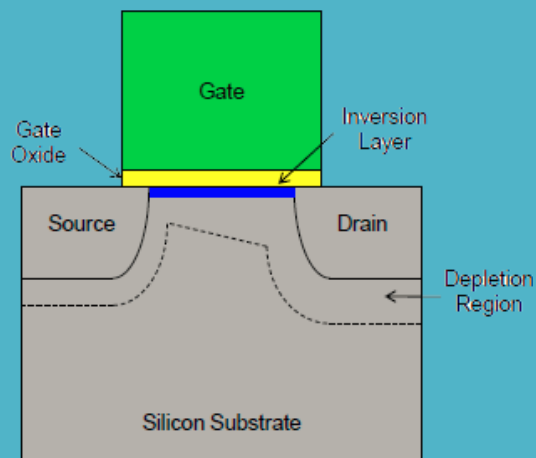 Gate
Gate
Oxide
Inversion
Layer
Source
Drain
Depletion
Region
Silicon Substrate